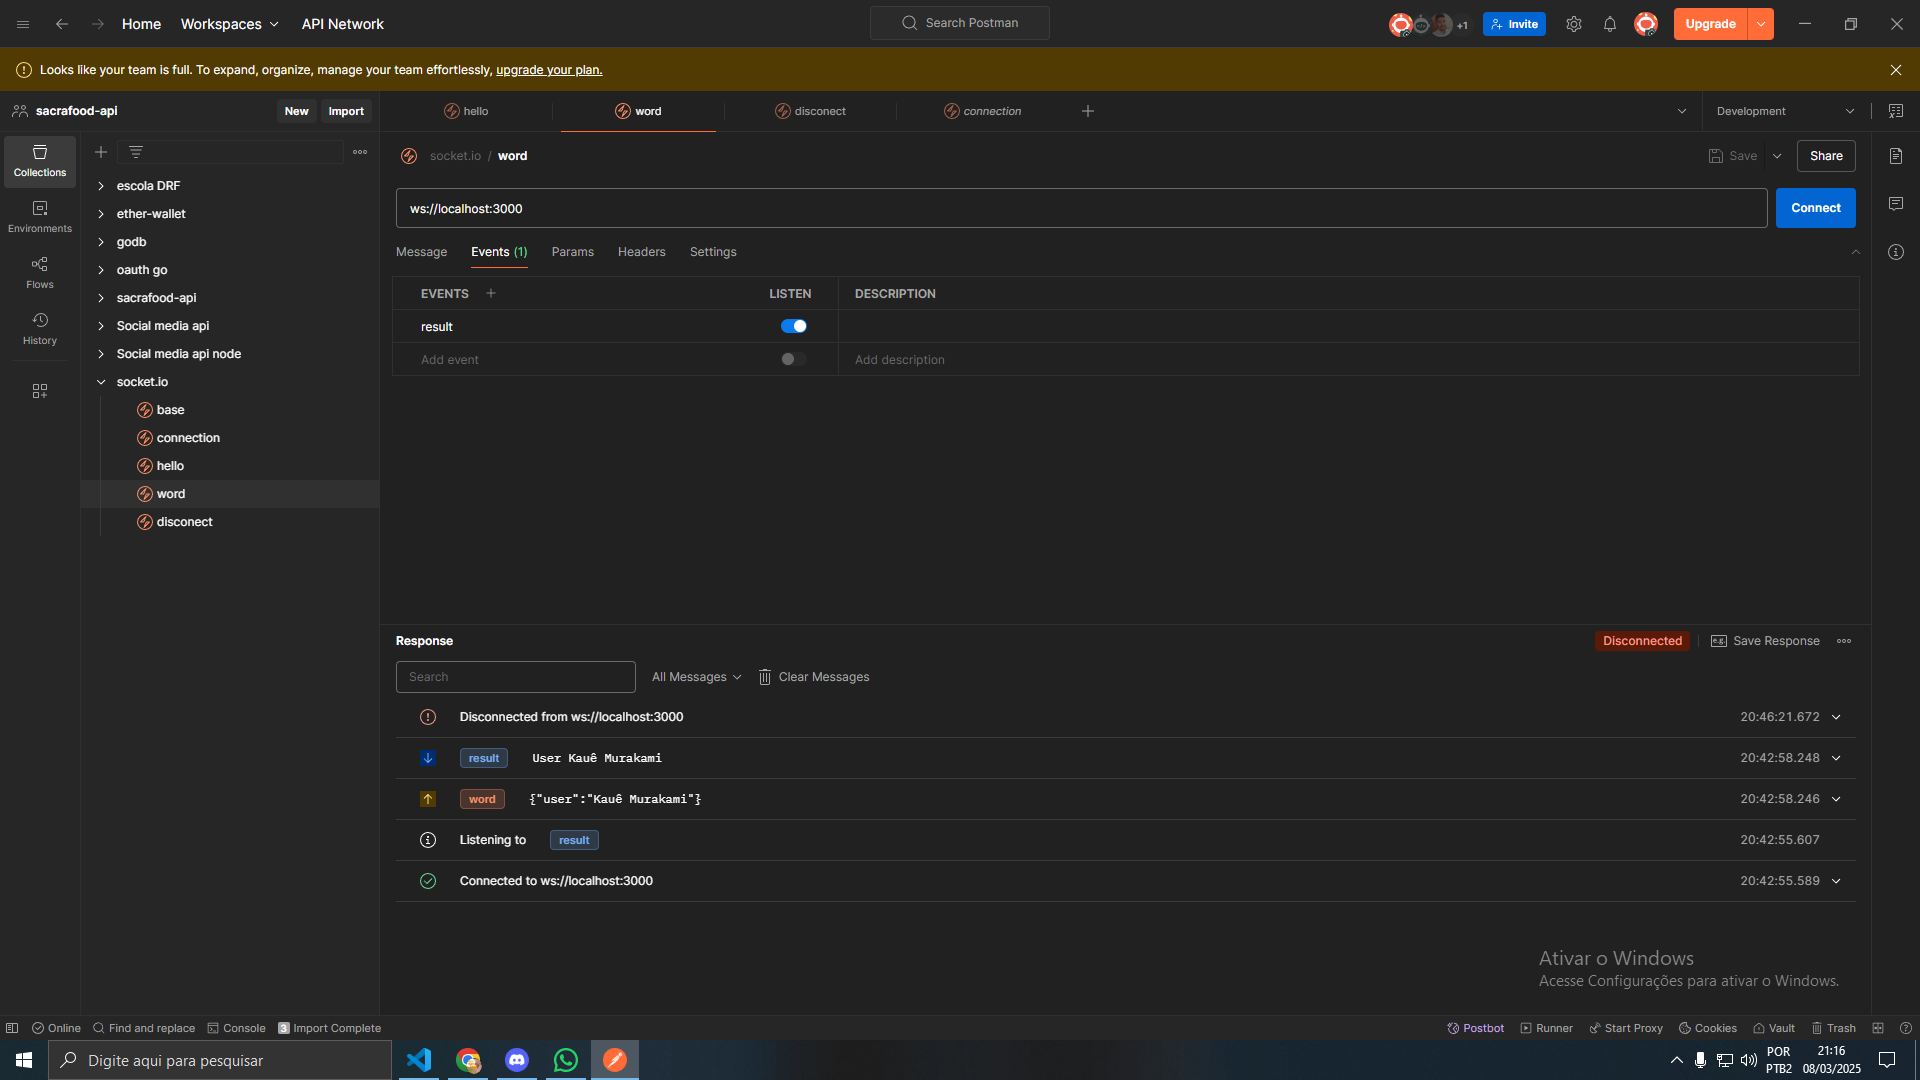 Home Workspaces API Network Search Postman +1 Invite Upgrade
Looks like your team is full. To expand, organize, manage your team effortlessly, upgrade your plan.
sacrafood-api New Import hello word disconect connection Development
Collections
Environments
Flows
History
escola DRF
ether-wallet
godb
oauth go
sacrafood-api
Social media api
Social media api node
socket.io
base
connection
hello
word
disconect
socket.io / word Save Share
ws://localhost:3000 Connect
Message Events (1) Params Headers Settings
EVENTS LISTEN DESCRIPTION
result
Add event Add description
Response Disconnected Save Response
Search All Messages Clear Messages
Disconnected from ws://localhost:3000 20:46:21.672
result User Kauê Murakami 20:42:58.248
word {"user":"Kauê Murakami"} 20:42:58.246
Listening to result 20:42:55.607
Connected to ws://localhost:3000 20:42:55.589
Ativar o Windows
Acesse Configurações para ativar o Windows.
Online Find and replace Console 3 Import Complete Postbot Runner Start Proxy Cookies Vault Trash
Digite aqui para pesquisar
POR
PTB2
21:16
08/03/2025